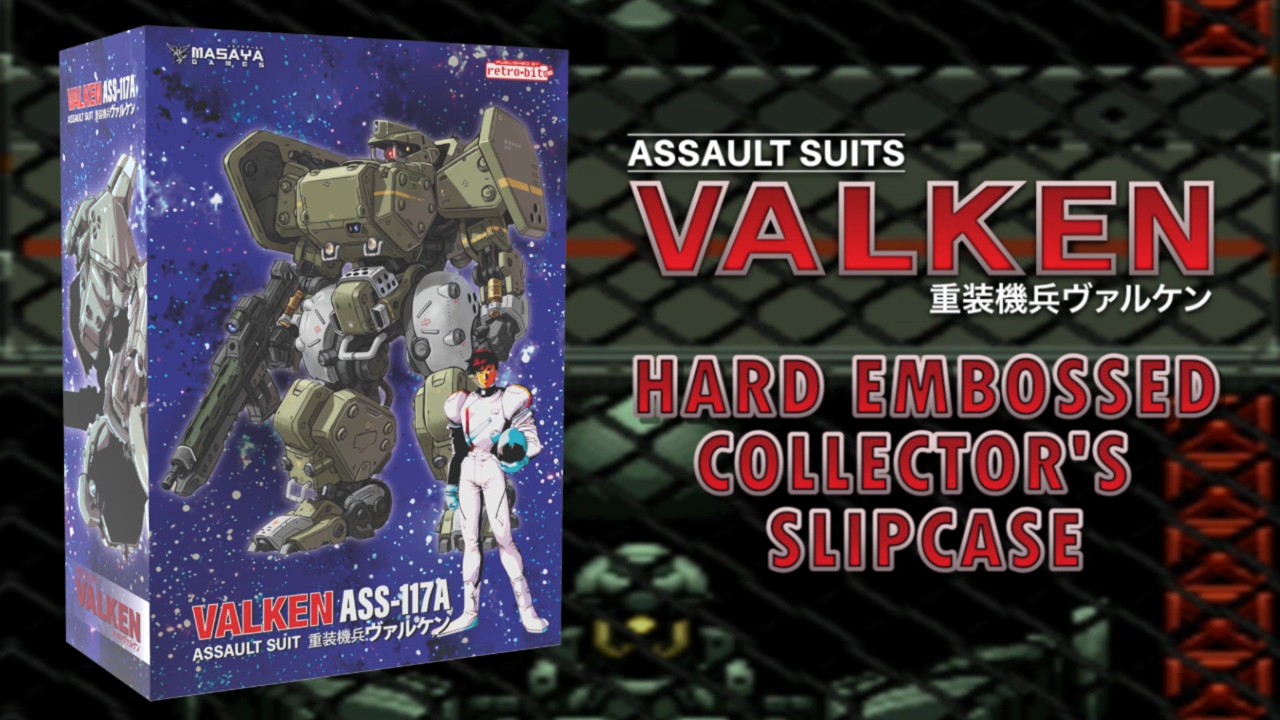 MASAYA
GAMES
PUBLISHED BY
retro-bit
VALKEN ASS-117A
ASSAULT SUIT 重装機兵ヴァルケン
VALKEN
VALKEN ASS-117A
ASSAULT SUIT 重装機兵ヴァルケン
ASSAULT SUITS
VALKEN
重装機兵ヴァルケン
HARD EMBOSSED
COLLECTOR'S
SLIPCASE